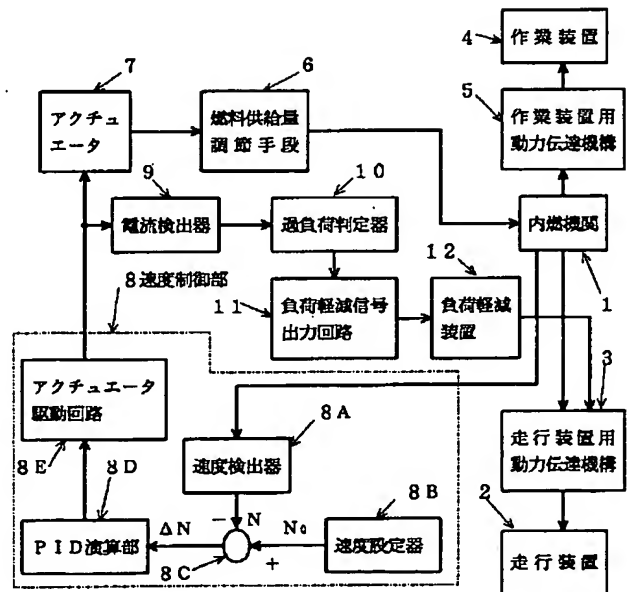 4
作業装置
7
6
5
アクチュ
エータ
燃料供給量
調節手段
作業装置用
動力伝達機構
9
10
電流検出器
過負荷判定器
内燃機関
12
8速度制御部
11
負荷軽減信号
出力回路
負荷軽減
装置
1
3
アクチュエータ
駆動回路
8A
走行装置用
動力伝達機構
8E
8D
速度検出器
8B
2
PID演算部
ΔN
−
N
N₀
速度設定器
+
8C
走行装置